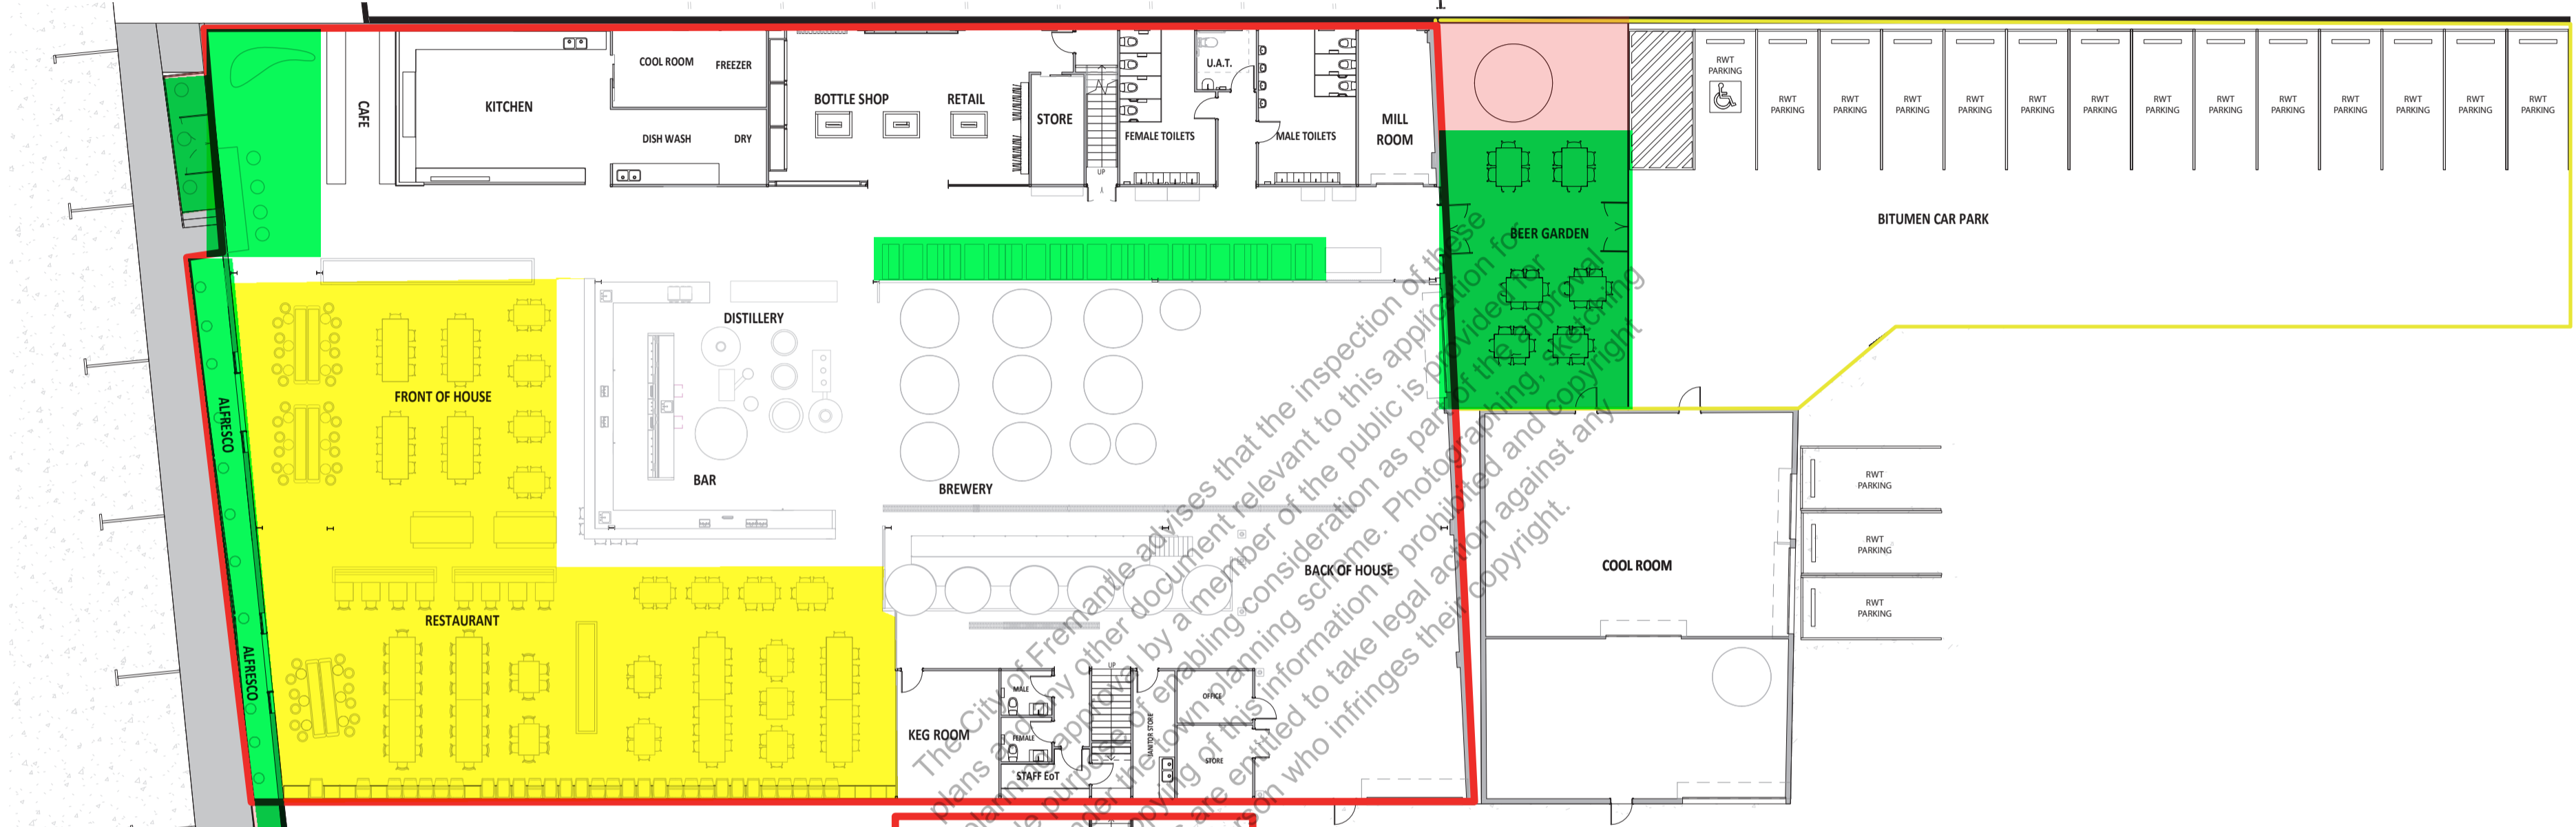 CAFE
KITCHEN
COOL ROOM
FREEZER
DISH WASH
DRY
BOTTLE SHOP
RETAIL
STORE
UP
FEMALE TOILETS
U.A.T.
MALE TOILETS
MILL
ROOM
RWT
PARKING
RWT
PARKING
RWT
PARKING
RWT
PARKING
RWT
PARKING
RWT
PARKING
RWT
PARKING
RWT
PARKING
RWT
PARKING
RWT
PARKING
RWT
PARKING
RWT
PARKING
RWT
PARKING
RWT
PARKING
BITUMEN CAR PARK
BEER GARDEN
DISTILLERY
FRONT OF HOUSE
ALFRESCO
BAR
BREWERY
BACK OF HOUSE
COOL ROOM
RWT
PARKING
RWT
PARKING
RWT
PARKING
RESTAURANT
ALFRESCO
KEG ROOM
MALE
FEMALE
STAFF EoT
UP
JANITOR STORE
OFFICE
STORE
The City of Fremantle advises that the inspection of these
plans and any other document relevant to this application for
planning approval by a member of the public is provided for
the purpose of enabling consideration as part of the approval
under the town planning scheme. Photographing, sketching
copying of this information is prohibited and copyright
are entitled to take legal action against any
person who infringes their copyright.